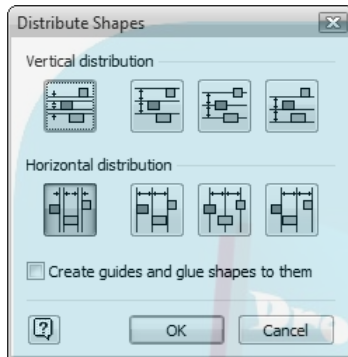 Distribute Shapes
Vertical distribution
Horizontal distribution
Create guides and glue shapes to them
OK
Cancel